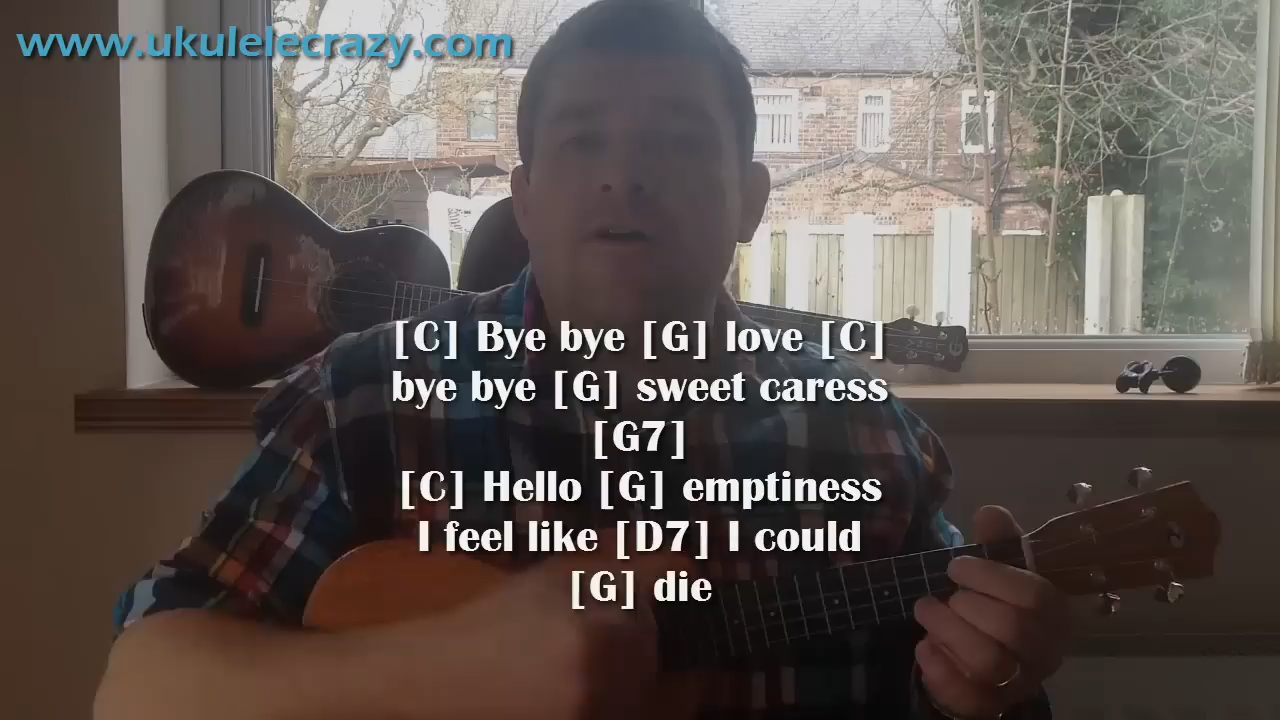 www.ukulelecrazy.com
[C] Bye bye [G] love [C]
bye bye [G] sweet caress
[G7]
[C] Hello [G] emptiness
I feel like [D7] I could
[G] die